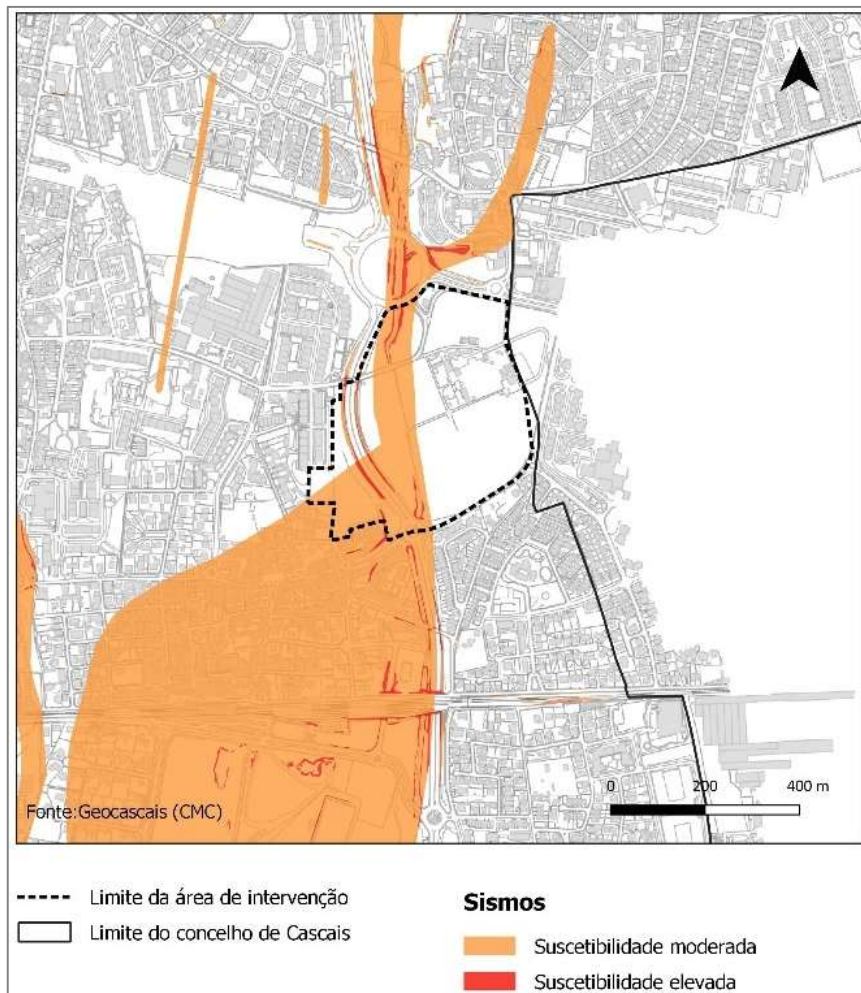 0 200 400 m
Fonte:Geocascais (CMC)
Limite da área de intervenção
Limite do concelho de Cascais
Sismos
Suscetibilidade moderada
Suscetibilidade elevada